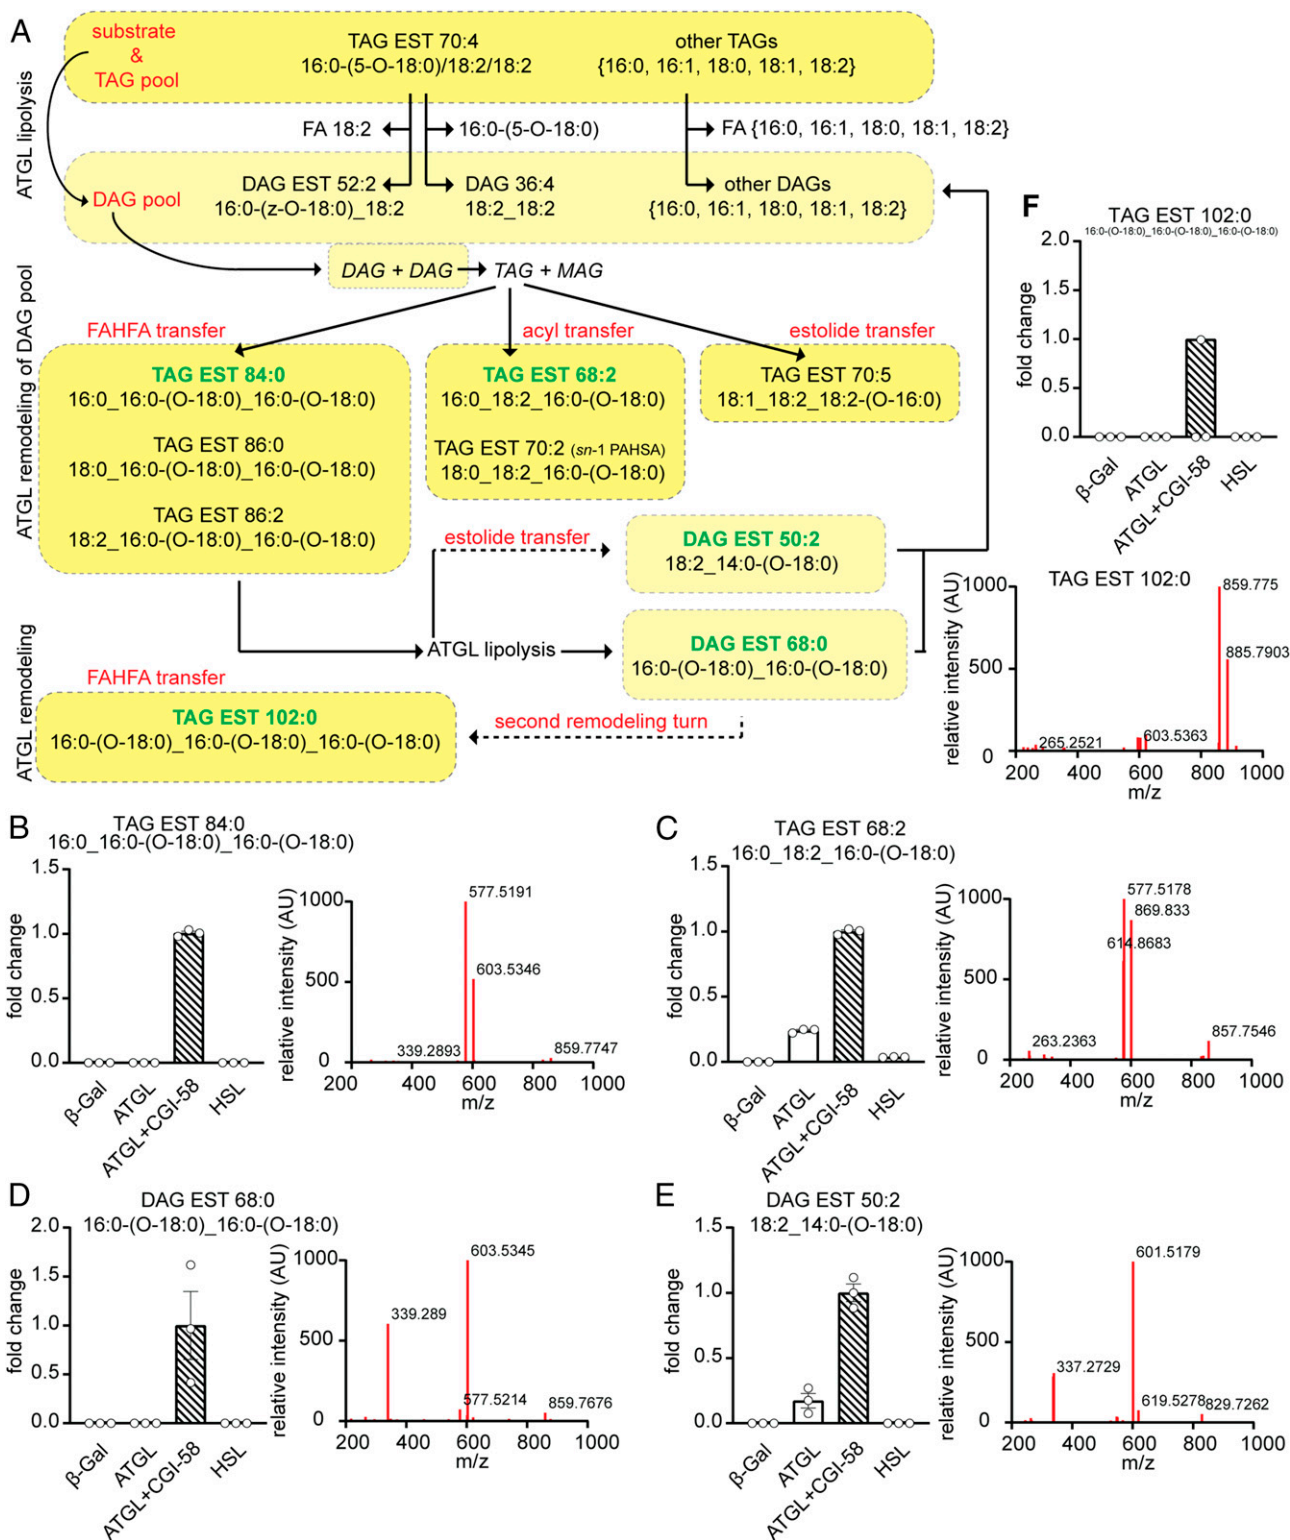 A
substrate
&
TAG pool
TAG EST 70:4
16:0-(5-O-18:0)/18:2/18:2
other TAGs
{16:0, 16:1, 18:0, 18:1, 18:2}
ATGL lipolysis
FA 18:2
16:0-(5-O-18:0)
FA {16:0, 16:1, 18:0, 18:1, 18:2}
DAG pool
DAG EST 52:2
16:0-(z-O-18:0)_18:2
DAG 36:4
18:2_18:2
other DAGs
{16:0, 16:1, 18:0, 18:1, 18:2}
ATGL remodeling of DAG pool
DAG + DAG
TAG + MAG
FAHFA transfer
acyl transfer
estolide transfer
TAG EST 84:0
16:0_16:0-(O-18:0)_16:0-(O-18:0)
TAG EST 86:0
18:0_16:0-(O-18:0)_16:0-(O-18:0)
TAG EST 86:2
18:2_16:0-(O-18:0)_16:0-(O-18:0)
TAG EST 68:2
16:0_18:2_16:0-(O-18:0)
TAG EST 70:2 (sn-1 PAHSA)
18:0_18:2_16:0-(O-18:0)
TAG EST 70:5
18:1_18:2_18:2-(O-16:0)
estolide transfer
DAG EST 50:2
18:2_14:0-(O-18:0)
ATGL remodeling
ATGL lipolysis
DAG EST 68:0
16:0-(O-18:0)_16:0-(O-18:0)
FAHFA transfer
TAG EST 102:0
16:0-(O-18:0)_16:0-(O-18:0)_16:0-(O-18:0)
second remodeling turn
F
TAG EST 102:0
16:0-(O-18:0)_16:0-(O-18:0)_16:0-(O-18:0)
fold change
2.0
1.5
1.0
0.5
0.0
β-Gal
ATGL
ATGL+CGI-58
HSL
TAG EST 102:0
relative intensity (AU)
1000
500
0
859.775
885.7903
265.2521
603.5363
200
400
600
800
1000
m/z
B
TAG EST 84:0
16:0_16:0-(O-18:0)_16:0-(O-18:0)
fold change
1.5
1.0
0.5
0.0
β-Gal
ATGL
ATGL+CGI-58
HSL
relative intensity (AU)
1000
500
0
577.5191
603.5346
339.2893
859.7747
200
400
600
800
1000
m/z
C
TAG EST 68:2
16:0_18:2_16:0-(O-18:0)
fold change
1.5
1.0
0.5
0.0
β-Gal
ATGL
ATGL+CGI-58
HSL
relative intensity (AU)
1000
500
0
577.5178
869.833
614.8683
263.2363
857.7546
200
400
600
800
1000
m/z
D
DAG EST 68:0
16:0-(O-18:0)_16:0-(O-18:0)
fold change
2.0
1.5
1.0
0.5
0.0
β-Gal
ATGL
ATGL+CGI-58
HSL
relative intensity (AU)
1000
500
0
603.5345
339.289
577.5214
859.7676
200
400
600
800
1000
m/z
E
DAG EST 50:2
18:2_14:0-(O-18:0)
fold change
1.5
1.0
0.5
0.0
β-Gal
ATGL
ATGL+CGI-58
HSL
relative intensity (AU)
1000
500
0
601.5179
337.2729
619.5278
829.7262
200
400
600
800
1000
m/z